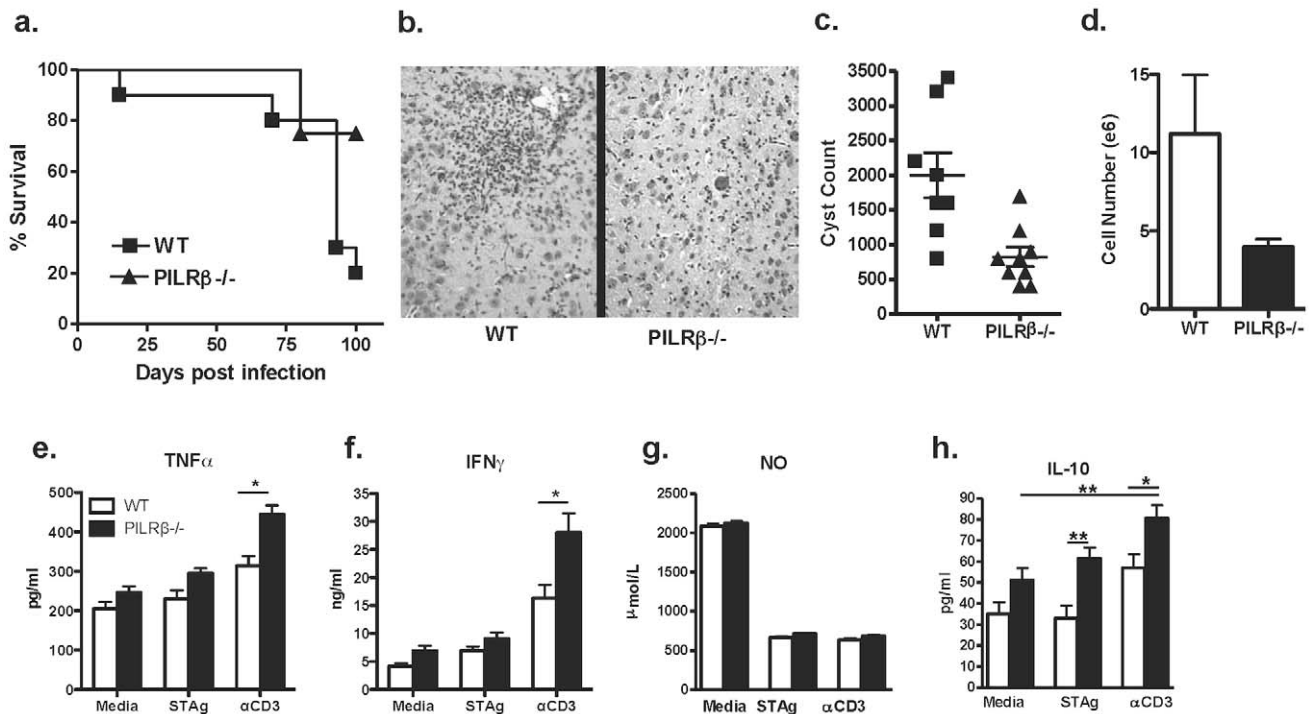 a.
% Survival
100
80
60
40
20
0
WT
PILRβ-/-
0 25 50 75 100
Days post infection
b.
WT PILRβ-/-
c.
Cyst Count
3500
3000
2500
2000
1500
1000
500
0
WT PILRβ-/-
d.
Cell Number (e6)
15
10
5
0
WT PILRβ-/-
e.
TNFα
pg/ml
500
400
300
200
100
0
WT
PILRβ-/-
*
Media STAg αCD3
f.
IFNγ
ng/ml
35
30
25
20
15
10
5
0
*
Media STAg αCD3
g.
NO
μmol/L
2500
2000
1500
1000
500
0
Media STAg αCD3
h.
IL-10
pg/ml
90
80
70
60
50
40
30
20
10
0
** *
**
Media STAg αCD3